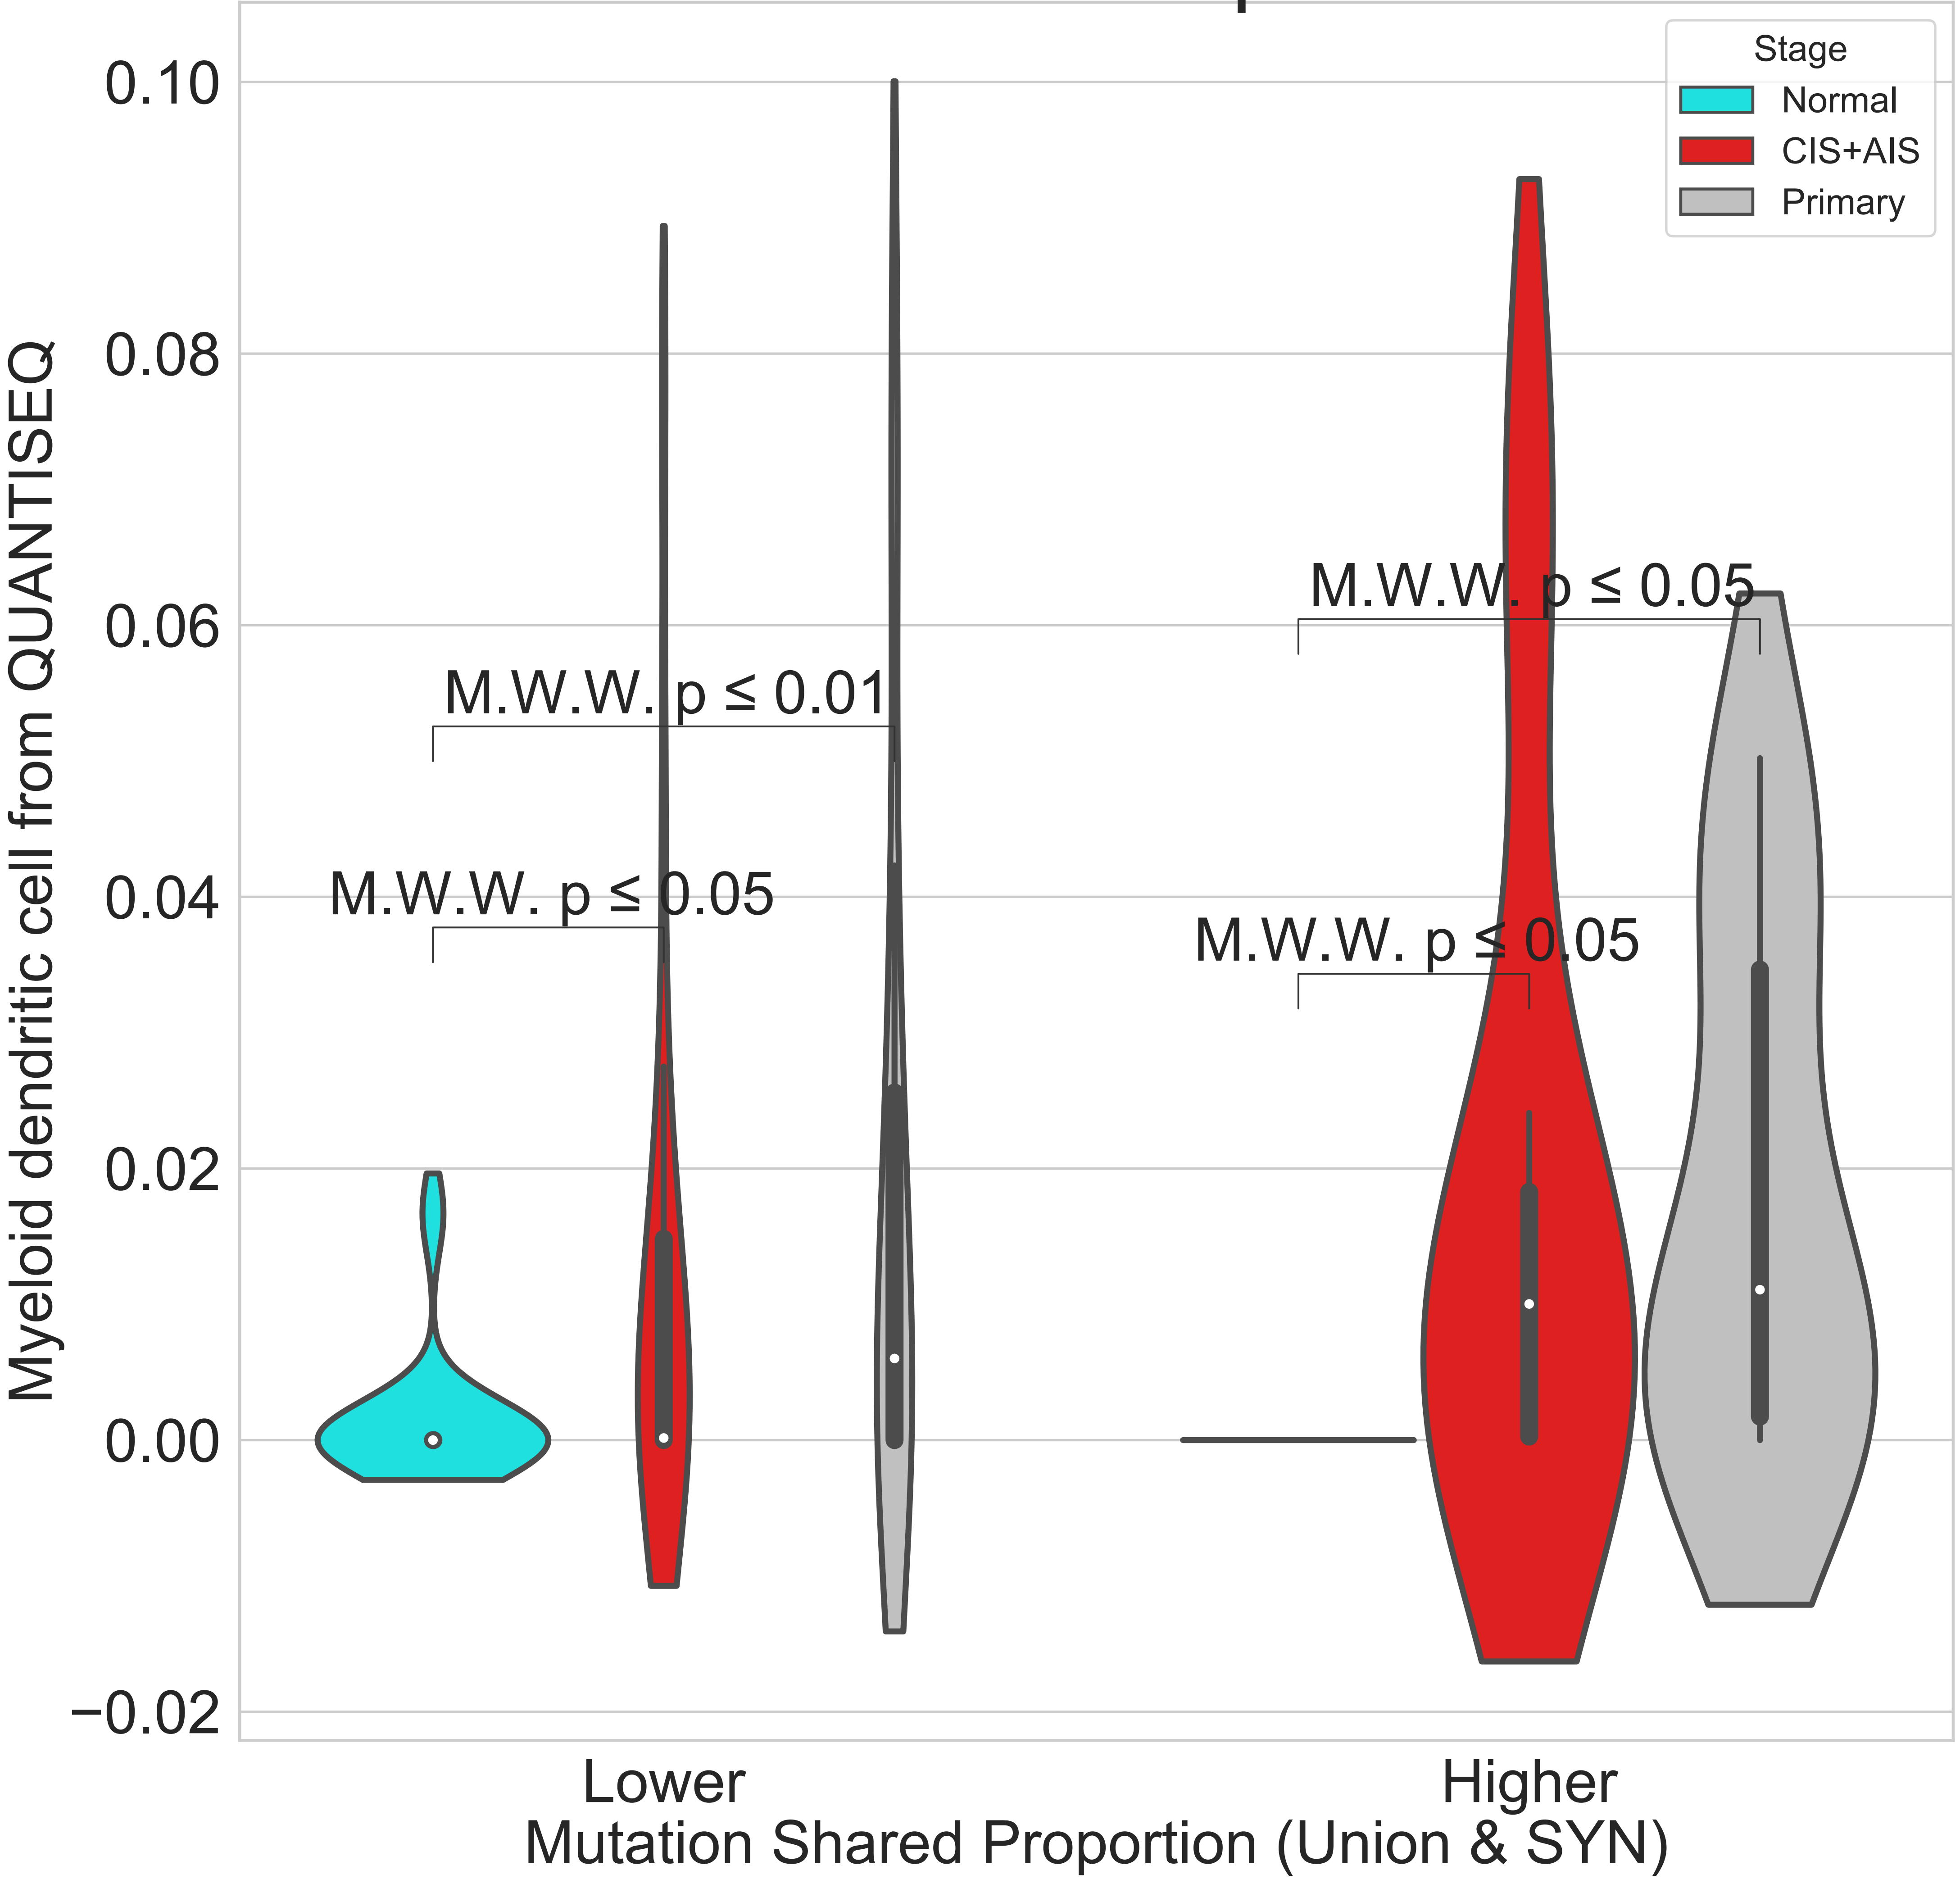 Stage
Normal
CIS+AIS
Primary
0.10
0.08
0.06
0.04
0.02
0.00
−0.02
Myeloid dendritic cell from QUANTISEQ
M.W.W. p ≤ 0.05
M.W.W. p ≤ 0.01
M.W.W. p ≤ 0.05
M.W.W. p ≤ 0.05
Lower
Higher
Mutation Shared Proportion (Union & SYN)